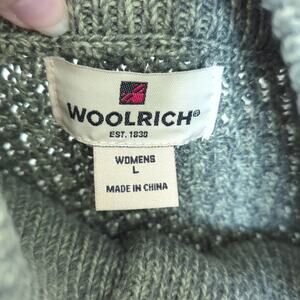 WOOLRICH®
EST. 1830
WOMENS
L
MADE IN CHINA